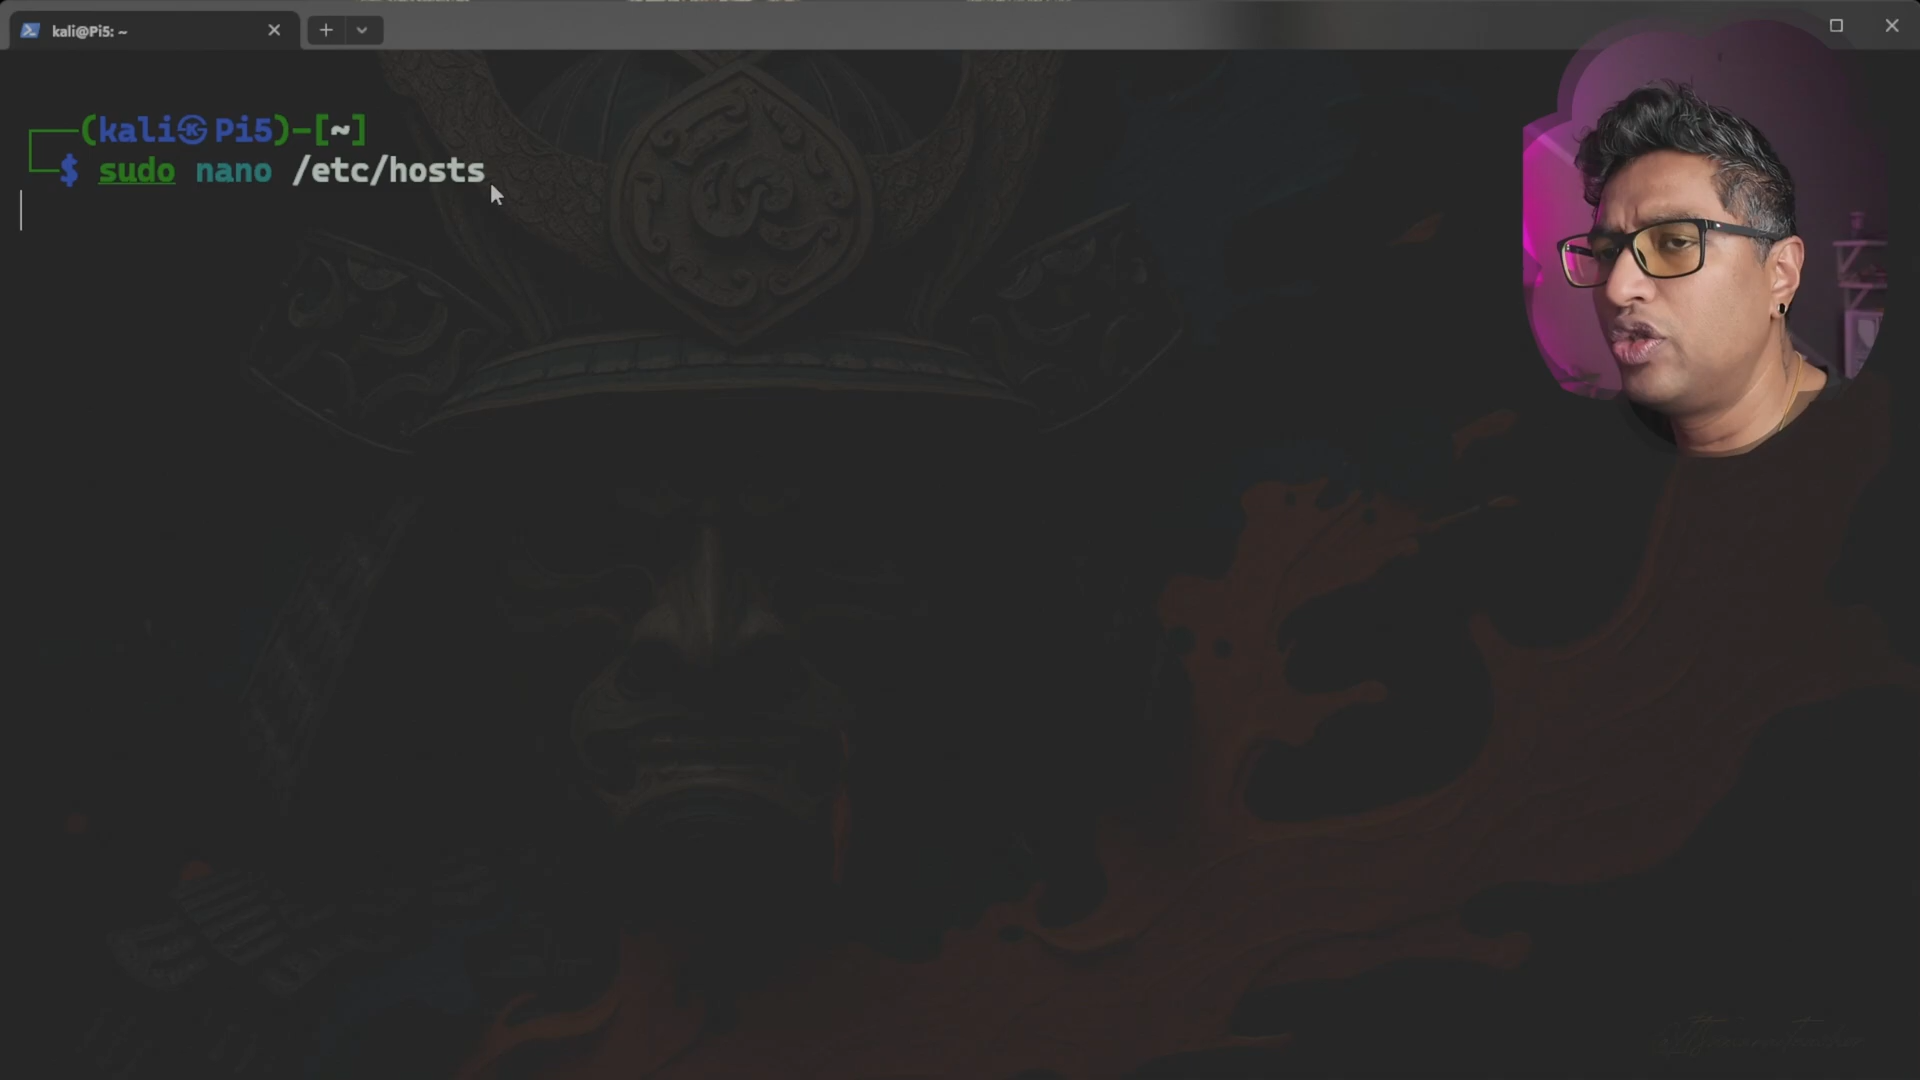 kali@Pi5: ~
(kali㉿Pi5)-[~]
$ sudo nano /etc/hosts